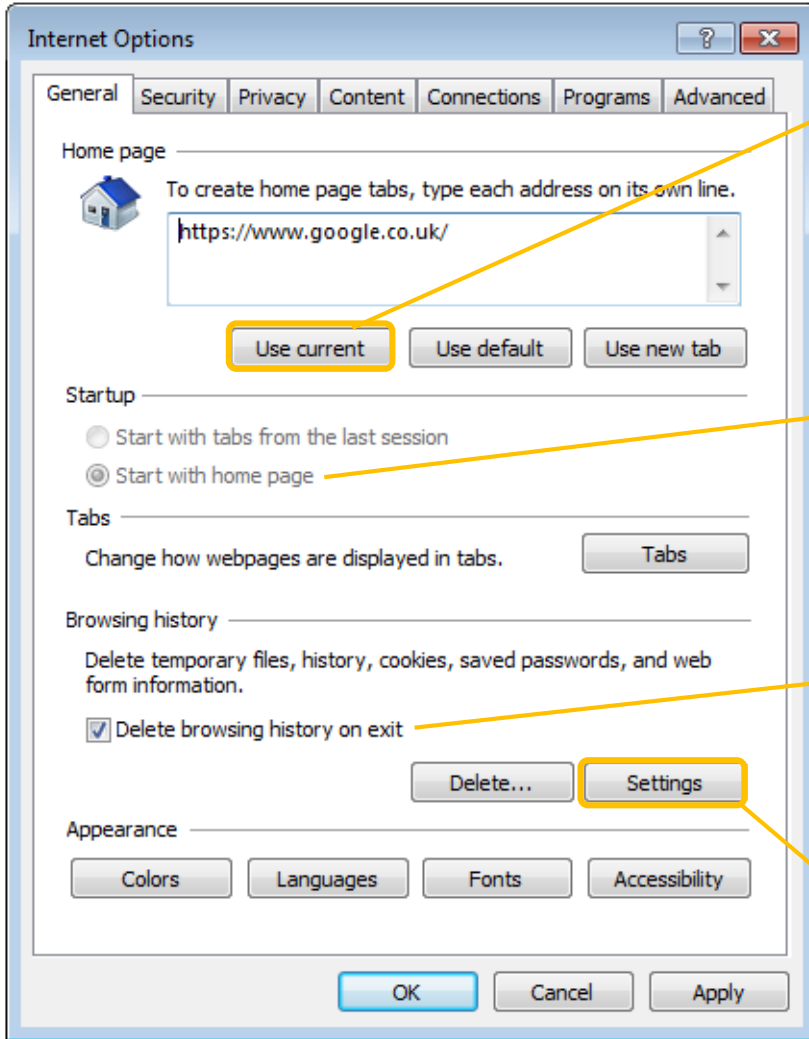 Internet Options
General Security Privacy Content Connections Programs Advanced
Home page
To create home page tabs, type each address on its own line.
https://www.google.co.uk/
Use current Use default Use new tab
Startup
Start with tabs from the last session
Start with home page
Tabs
Change how webpages are displayed in tabs. Tabs
Browsing history
Delete temporary files, history, cookies, saved passwords, and web
form information.
Delete browsing history on exit
Delete... Settings
Appearance
Colors Languages Fonts Accessibility
OK Cancel Apply